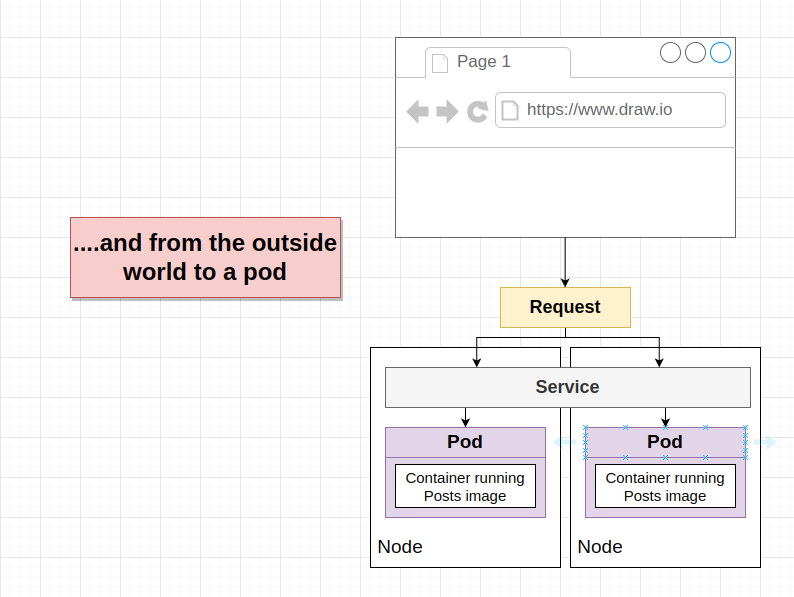 Page 1
https://www.draw.io
....and from the outside
world to a pod
Request
Service
Pod
Container running
Posts image
Node
Pod
Container running
Posts image
Node